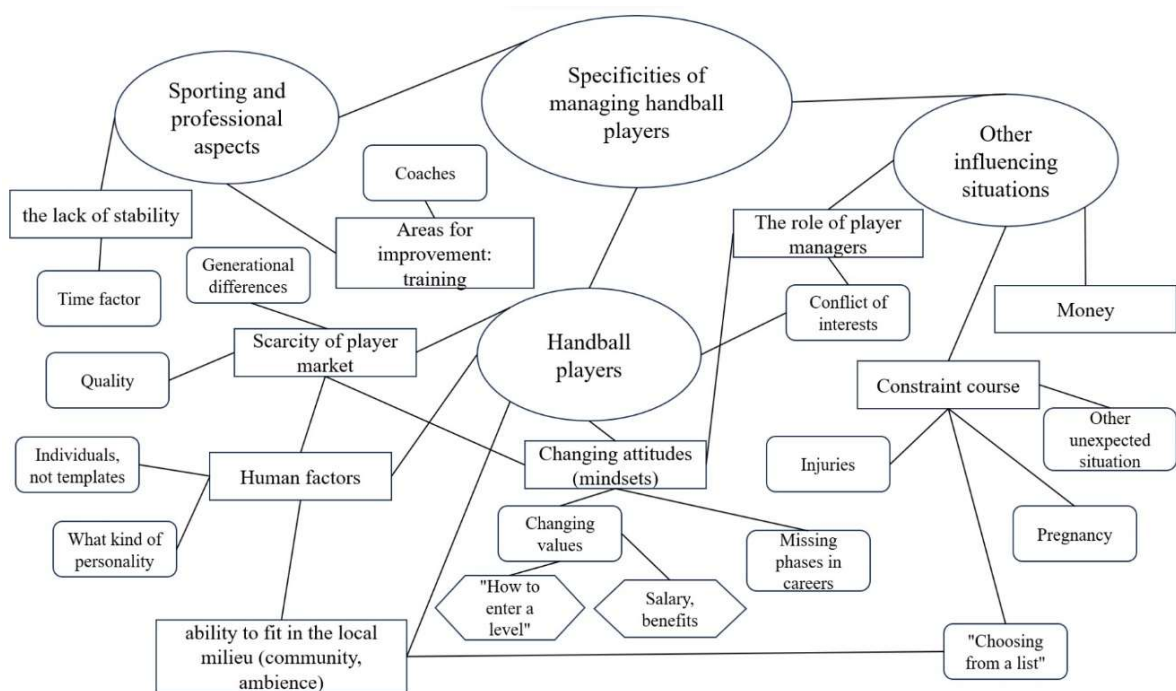 Specificities of
managing handball
players
Sporting and
professional
aspects
Other
influencing
situations
Coaches
the lack of stability
Areas for
improvement:
training
The role of player
managers
Generational
differences
Time factor
Conflict of
interests
Money
Scarcity of player
market
Handball
players
Quality
Constraint course
Other
unexpected
situation
Individuals,
not templates
Human factors
Changing attitudes
(mindsets)
Injuries
What kind of
personality
Changing
values
Missing
phases in
careers
Pregnancy
"How to
enter a
level"
Salary,
benefits
ability to fit in the local
milieu (community,
ambience)
"Choosing
from a list"